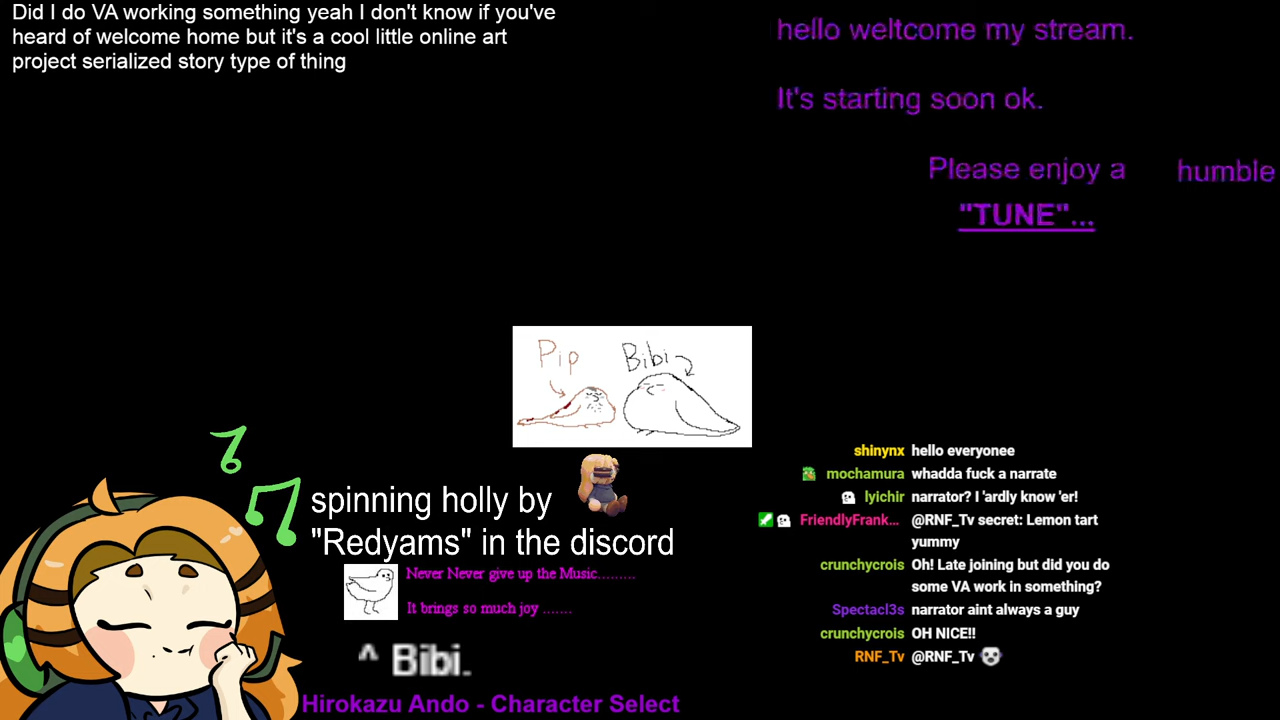 Did I do VA working something yeah I don't know if you've
heard of welcome home but it's a cool little online art
project serialized story type of thing
hello weltcome my stream.
It's starting soon ok.
Please enjoy a humble
"TUNE"...
Pip
Bibi
spinning holly by
"Redyams" in the discord
Never Never give up the Music.........
It brings so much joy .......
^ Bibi.
Hirokazu Ando - Character Select
shinynx hello everyonee
mochamura whadda fuck a narrate
lyichir narrator? I 'ardly know 'er!
FriendlyFrank... @RNF_Tv secret: Lemon tart
yummy
crunchycrois Oh! Late joining but did you do
some VA work in something?
Spectacl3s narrator aint always a guy
crunchycrois OH NICE!!
RNF_Tv @RNF_Tv